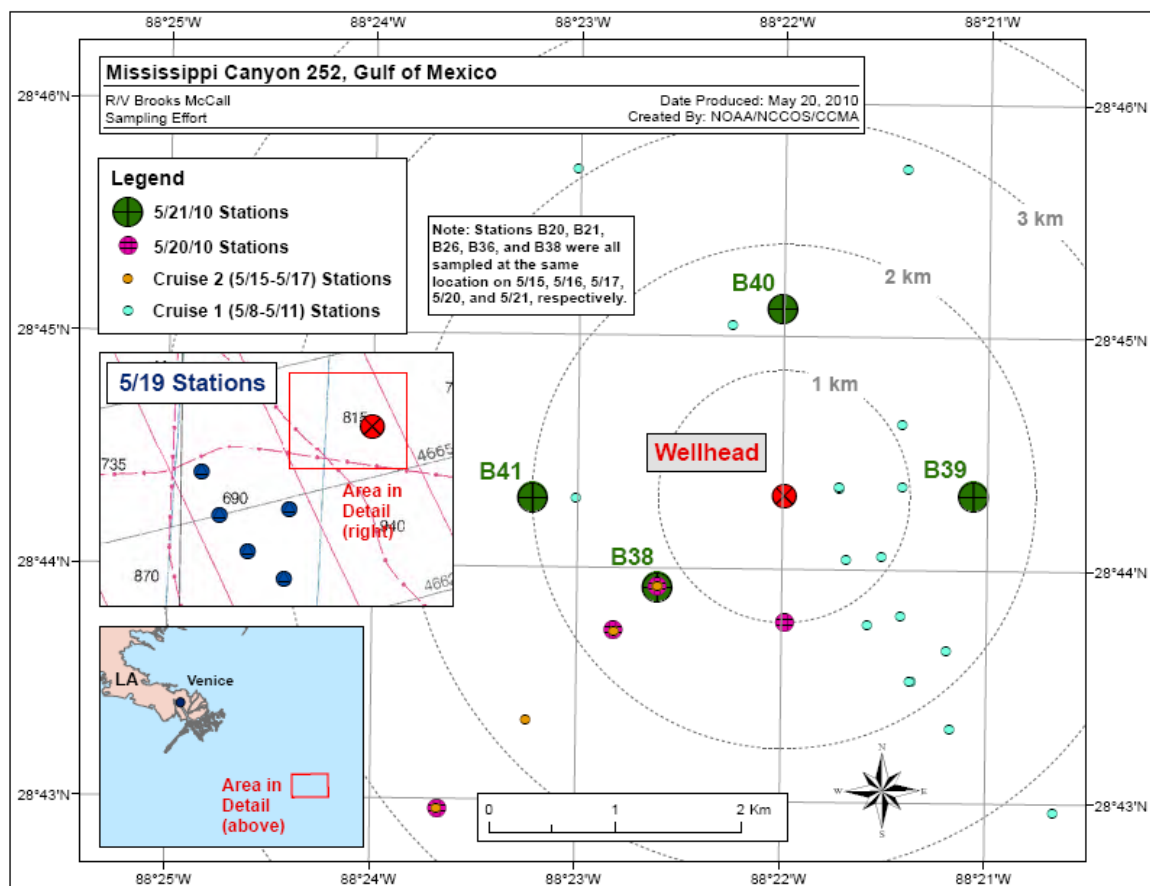 88°25'W 88°24'W 88°23'W 88°22'W 88°21'W
Mississippi Canyon 252, Gulf of Mexico
R/V Brooks McCall Date Produced: May 20, 2010
Sampling Effort Created By: NOAA/NCCOS/CCMA
28°46'N 28°46'N
Legend
5/21/10 Stations
5/20/10 Stations
Cruise 2 (5/15-5/17) Stations
Cruise 1 (5/8-5/11) Stations
Note: Stations B20, B21,
B26, B36, and B38 were all
sampled at the same
location on 5/15, 5/16, 5/17,
5/20, and 5/21, respectively.
3 km
2 km
B40
28°45'N 28°45'N
1 km
5/19 Stations
815
4665
735
690
Area in
Detail
(right)
940
870
Wellhead
B41
B39
B38
28°44'N 28°44'N
LA
Venice
Area in
Detail
(above)
N
W E
S
28°43'N 28°43'N
0 1 2 Km
88°25'W 88°24'W 88°23'W 88°22'W 88°21'W